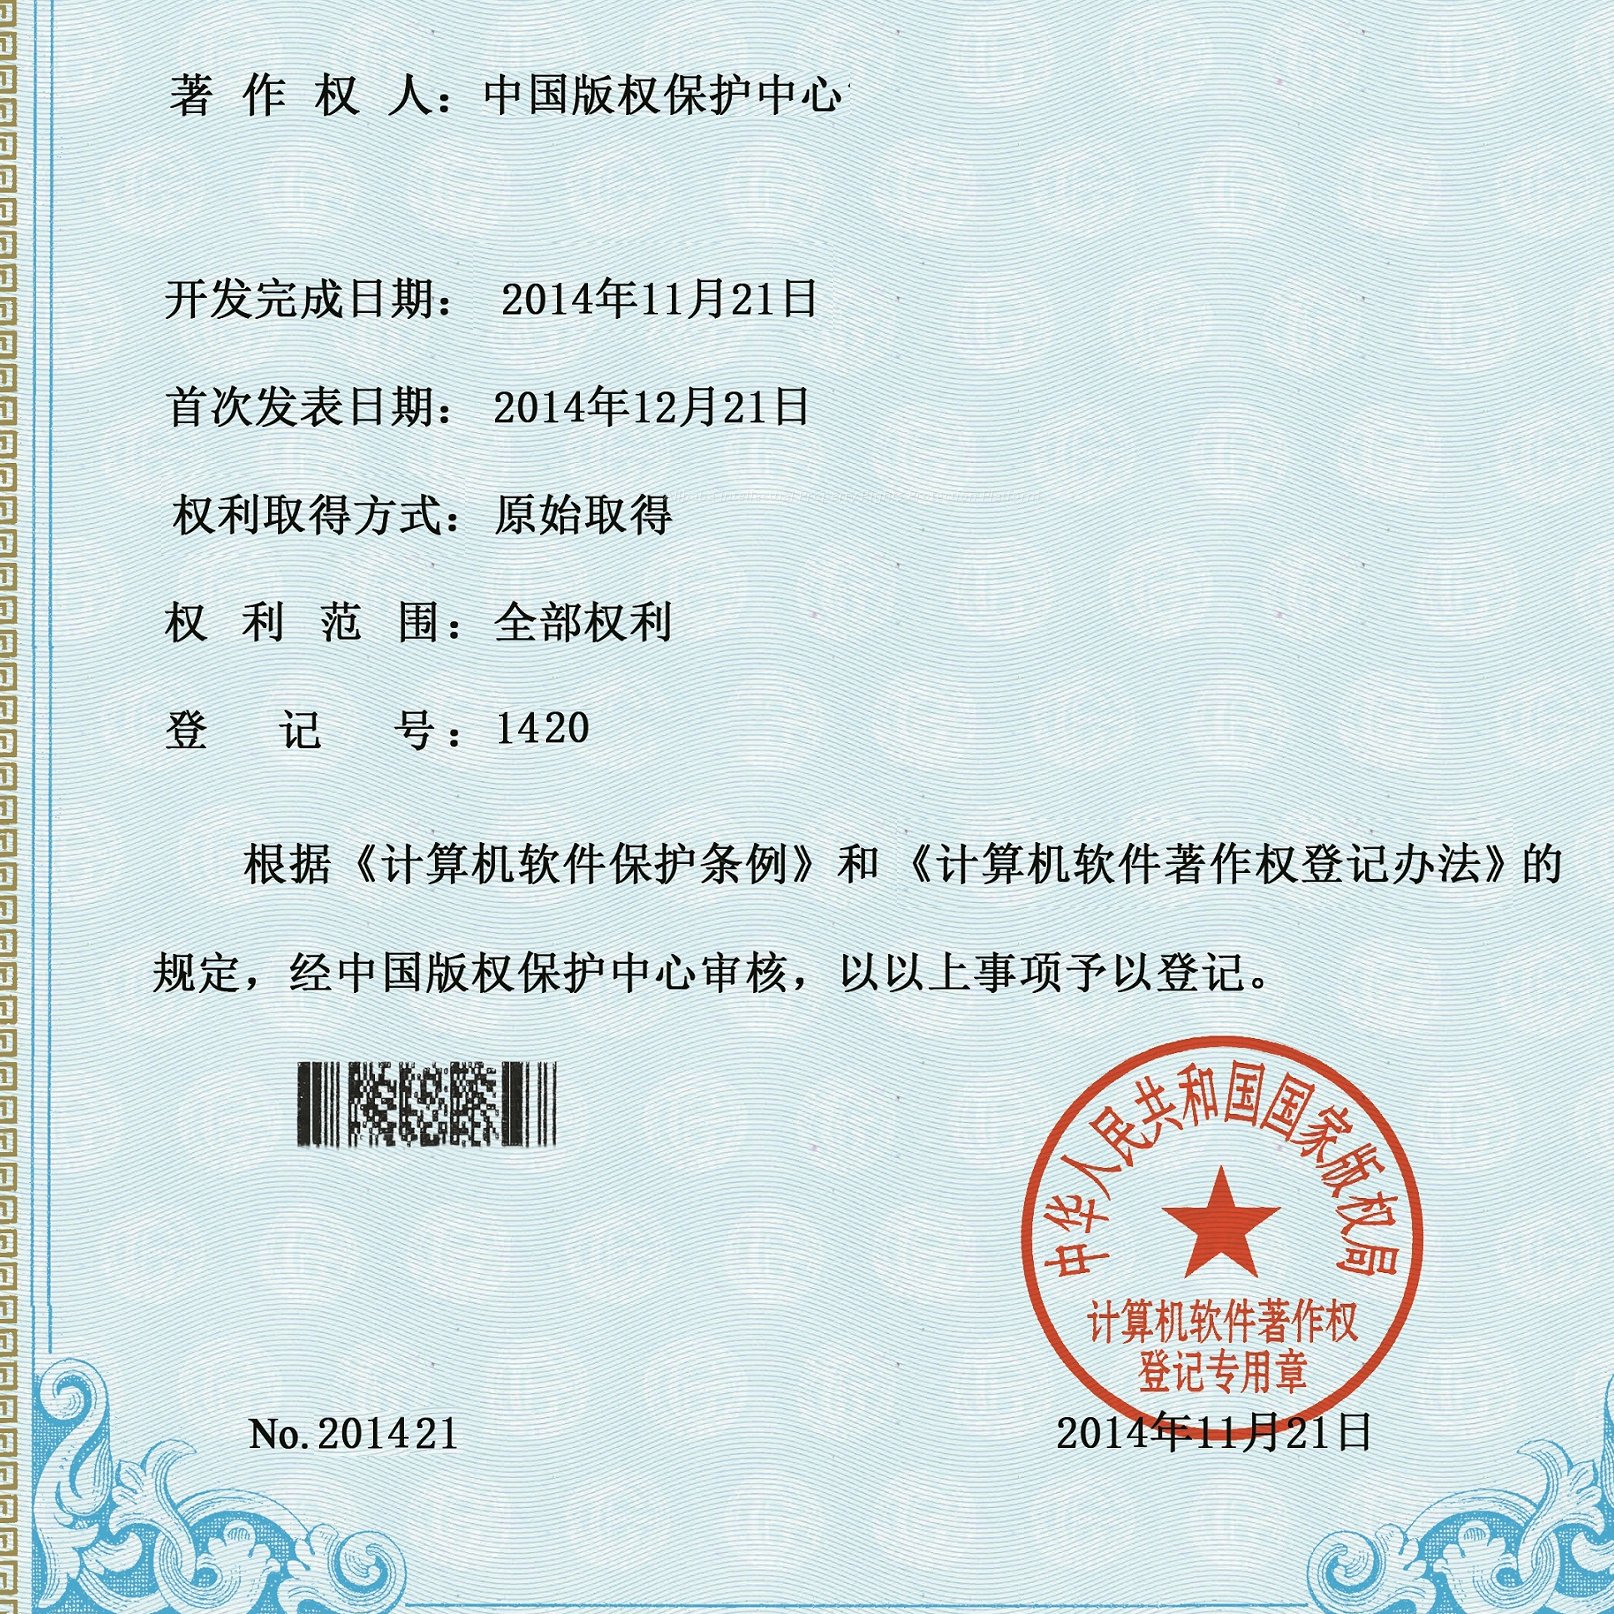 著作权人：中国版权保护中心
开发完成日期： 2014年11月21日
首次发表日期： 2014年12月21日
权利取得方式：原始取得
权利范围：全部权利
登记号：1420
根据《计算机软件保护条例》和《计算机软件著作权登记办法》的
规定，经中国版权保护中心审核，以以上事项予以登记。
中华人民共和国国家版权局
计算机软件著作权
登记专用章
No.201421
2014年11月21日